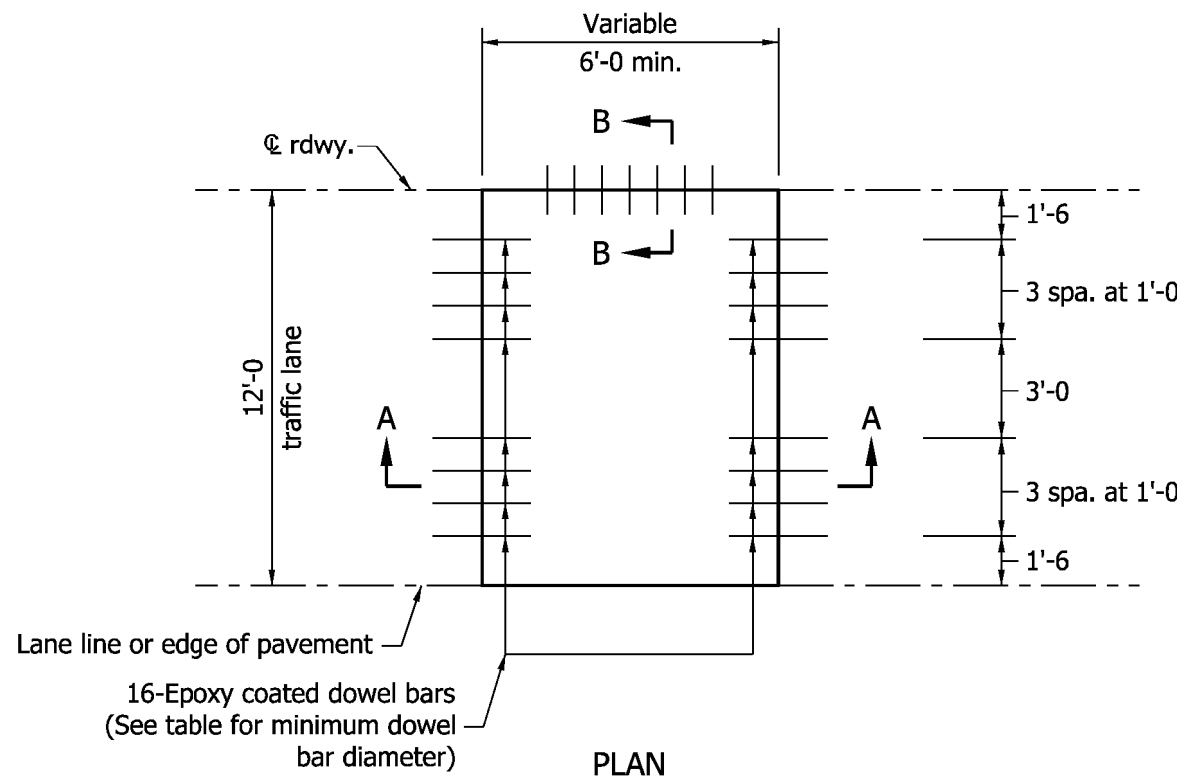 Variable
6'-0 min.
B
℄ rdwy.
1'-6
B
3 spa. at 1'-0
12'-0
traffic lane
3'-0
A
A
3 spa. at 1'-0
1'-6
Lane line or edge of pavement
16-Epoxy coated dowel bars
(See table for minimum dowel
bar diameter)
PLAN